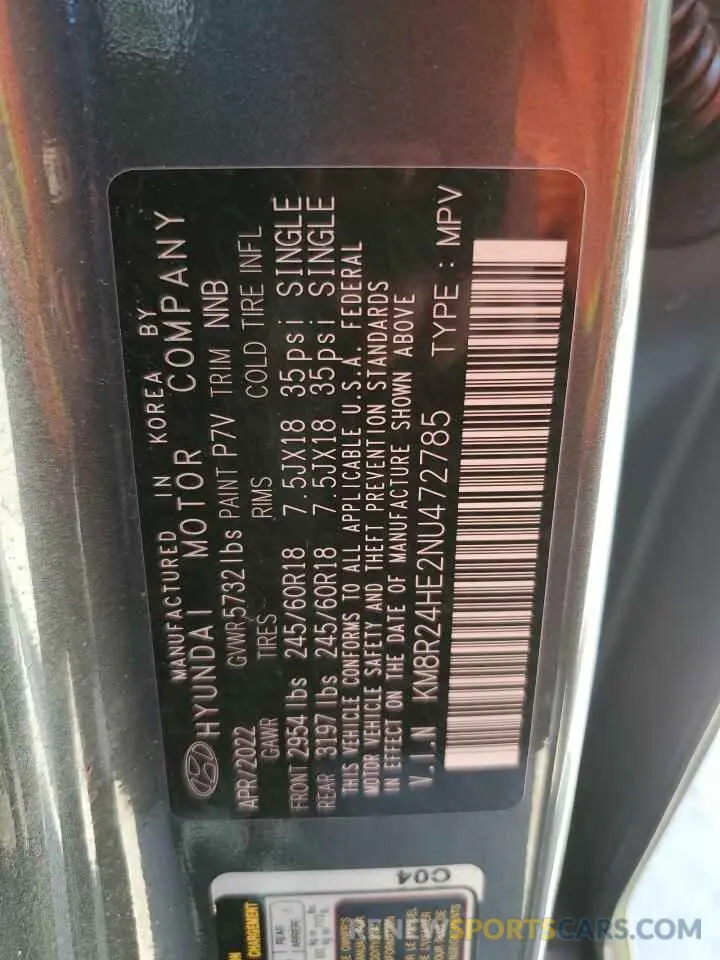 MANUFACTURED IN KOREA BY
HYUNDAI MOTOR COMPANY
APR/2022 GVWR 5732 lbs PAINT P7V TRIM NNB
GAWR TIRES RIMS COLD TIRE INFL
FRONT 2954 lbs 245/60R18 7.5JX18 35psi SINGLE
REAR 3197 lbs 245/60R18 7.5JX18 35psi SINGLE
THIS VEHICLE CONFORMS TO ALL APPLICABLE U.S.A. FEDERAL
MOTOR VEHICLE SAFETY AND THEFT PREVENTION STANDARDS
IN EFFECT ON THE DATE OF MANUFACTURE SHOWN ABOVE
V.I.N KM8R24HE2NU472785 TYPE : MPV
C04
CHARGEMENT
REAR
ARRIÈRE
RENEWSPORTSCARS.COM